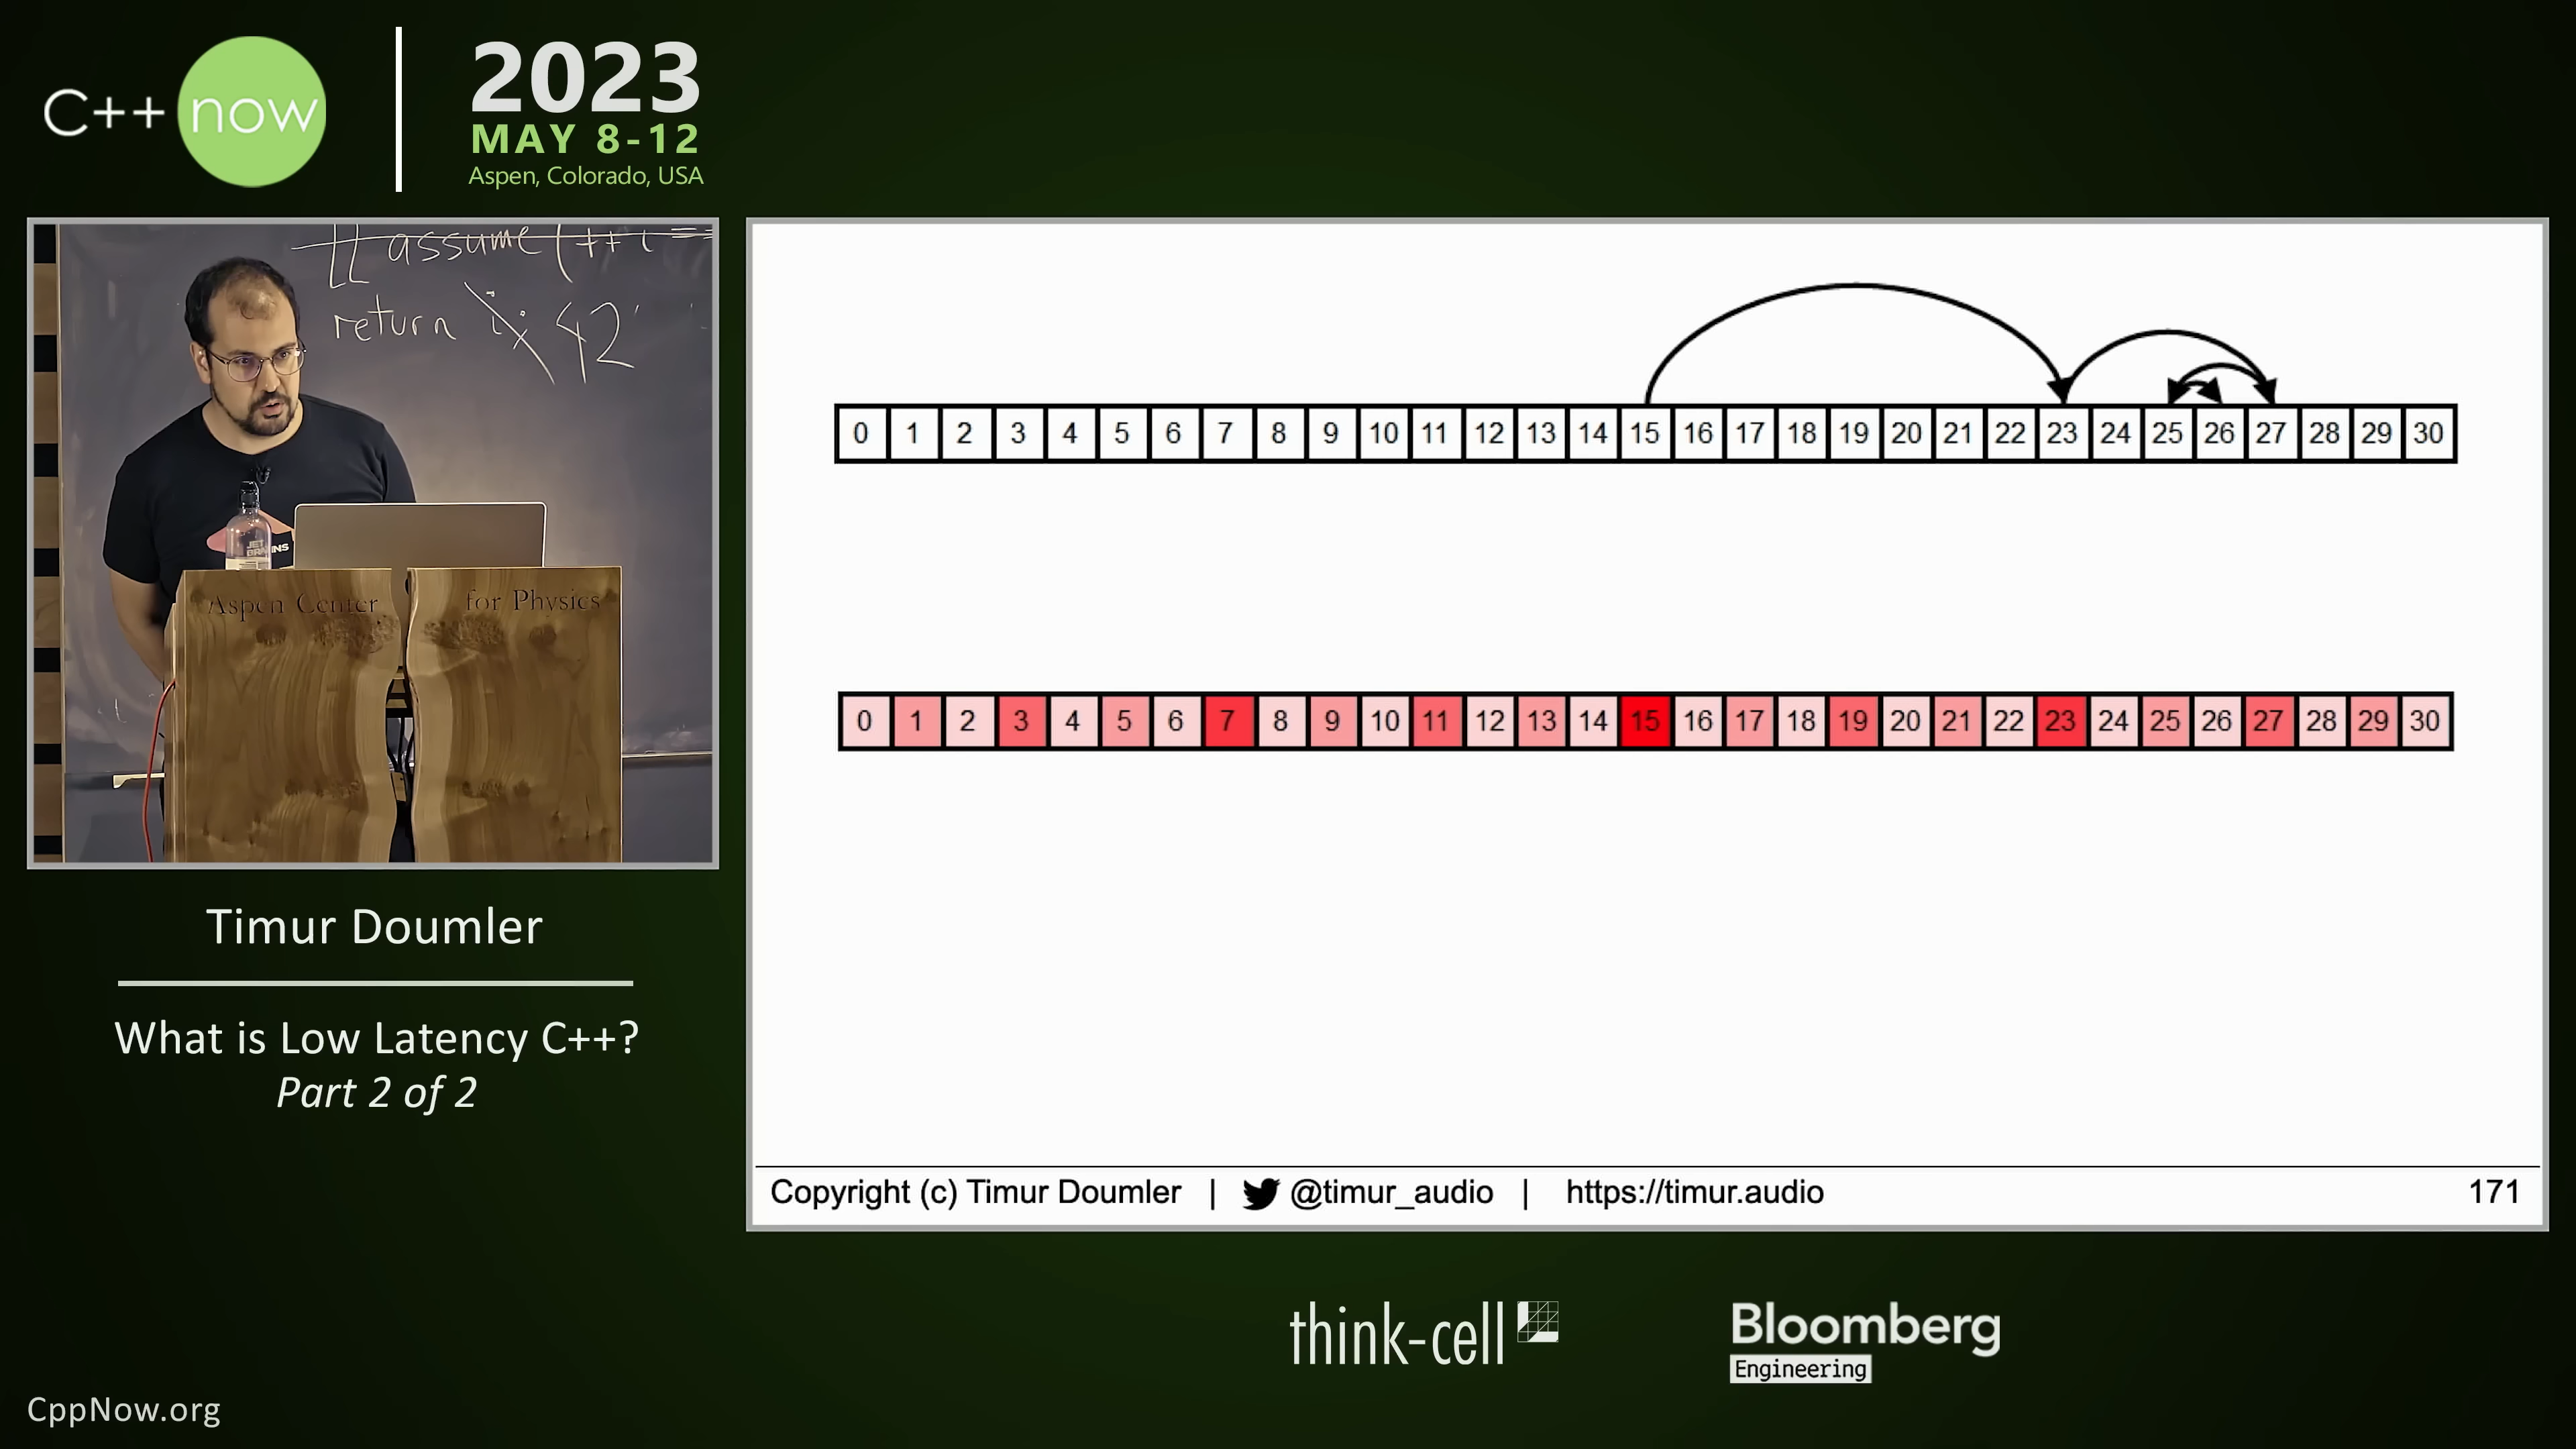 C++ now
2023
MAY 8-12
Aspen, Colorado, USA
[[ assume (++i ==
return i 42
JET
BRAINS
Aspen Center for Physics
Timur Doumler
What is Low Latency C++?
Part 2 of 2
0 1 2 3 4 5 6 7 8 9 10 11 12 13 14 15 16 17 18 19 20 21 22 23 24 25 26 27 28 29 30
0 1 2 3 4 5 6 7 8 9 10 11 12 13 14 15 16 17 18 19 20 21 22 23 24 25 26 27 28 29 30
Copyright (c) Timur Doumler | @timur_audio | https://timur.audio 171
think-cell
Bloomberg
Engineering
CppNow.org